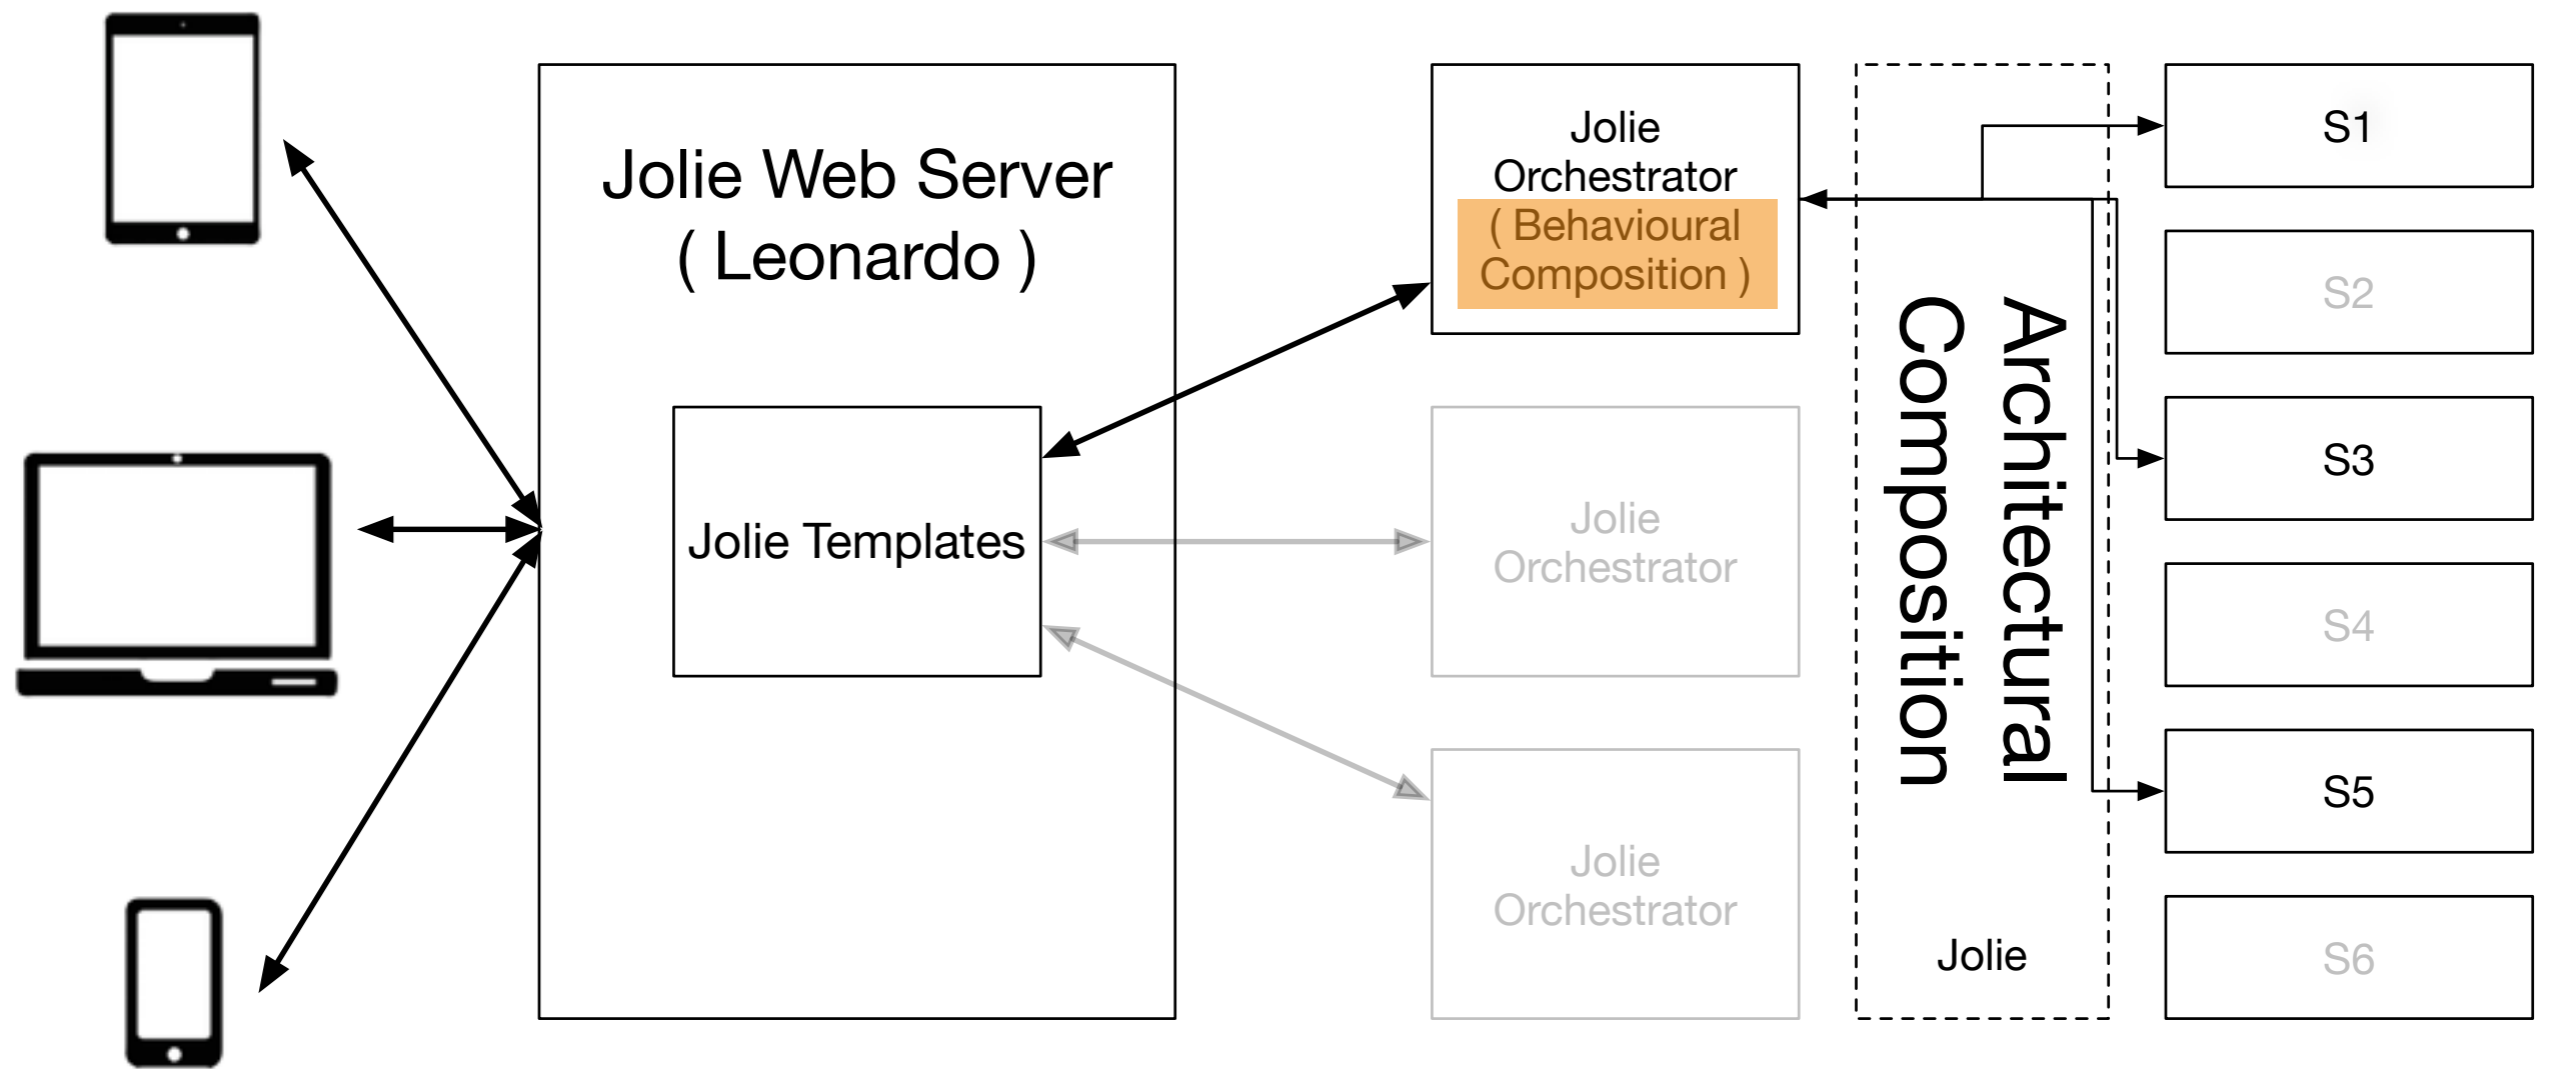 Jolie Web Server
( Leonardo )
Jolie Templates
Jolie
Orchestrator
( Behavioural
Composition )
Jolie
Orchestrator
Jolie
Orchestrator
Architectural
Composition
Jolie
S1
S2
S3
S4
S5
S6